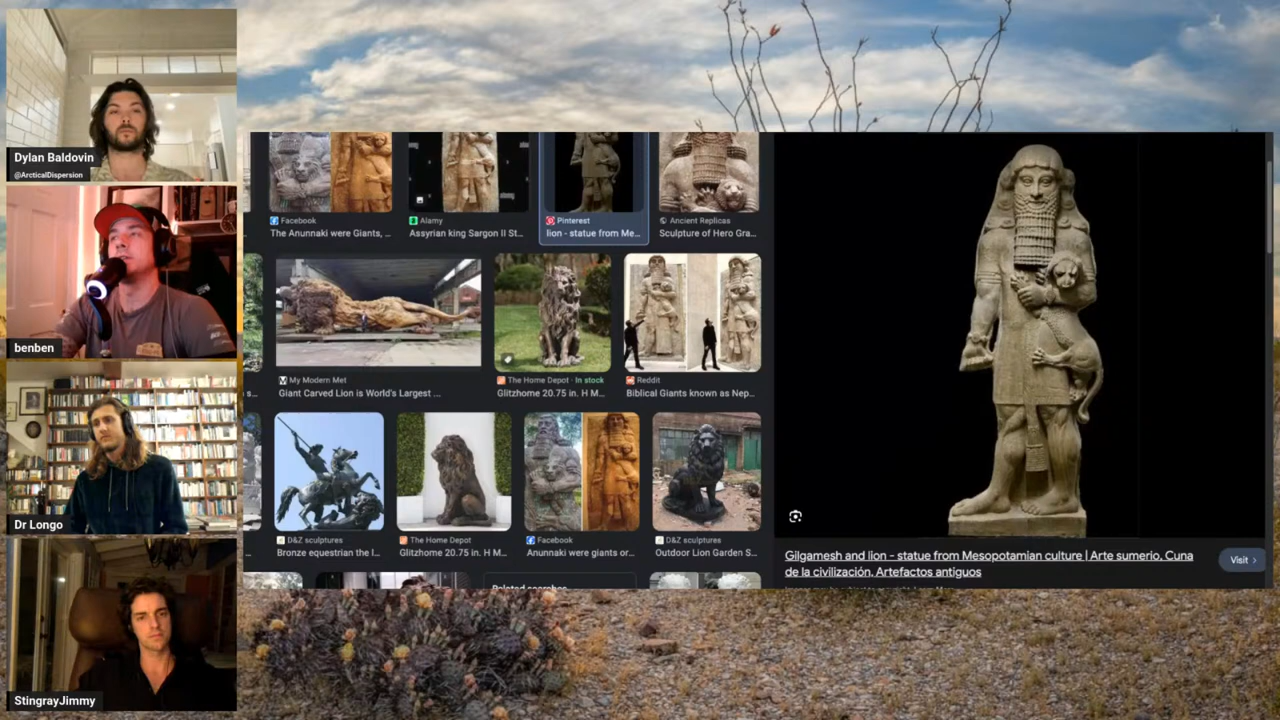 Dylan Baldovin
@ArcticalDispersion
benben
Dr Longo
StingrayJimmy
Facebook
The Anunnaki were Giants, ...
Alamy
Assyrian king Sargon II St...
Pinterest
lion - statue from Me...
Ancient Replicas
Sculpture of Hero Gra...
s...
My Modern Met
Giant Carved Lion is World's Largest ...
The Home Depot · In stock
Glitzhome 20.75 in. H M...
Reddit
Biblical Giants known as Nep...
...
D&Z sculptures
Bronze equestrian the l...
The Home Depot
Glitzhome 20.75 in. H M...
Facebook
Anunnaki were giants or...
D&Z sculptures
Outdoor Lion Garden S...
Related searches
Gilgamesh and lion - statue from Mesopotamian culture | Arte sumerio, Cuna
de la civilización, Artefactos antiguos
Visit